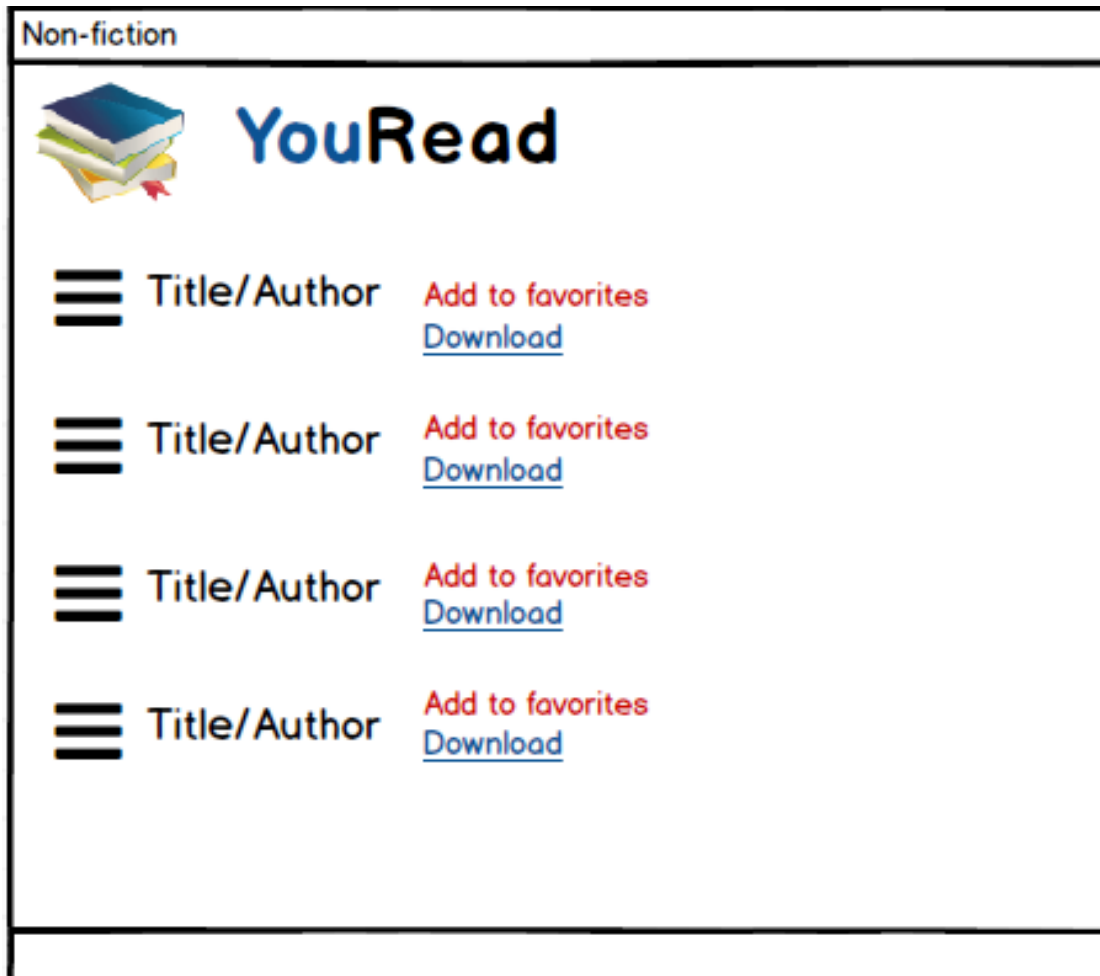 Non-fiction
YouRead
Title/Author
Add to favorites
Download
Title/Author
Add to favorites
Download
Title/Author
Add to favorites
Download
Title/Author
Add to favorites
Download